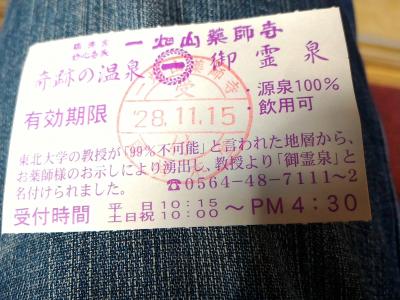 一畑山薬師寺
奇跡の温泉 御霊泉
有効期限
28.11.15
・源泉100%
・飲用可
東北大学の教授が「99%不可能」と言われた地層から、
お薬師様のお示しにより湧出し、教授より「御霊泉」と
名付けられました。 ☎0564-48-7111~2
受付時間 平日 10:15 ~PM4:30
土日祝 10:00